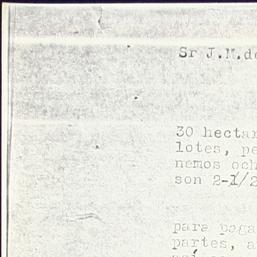 Sr J.M.de
30 hectar
lotes, pe
nemos och
son 2-1/2
para paga
partes, a